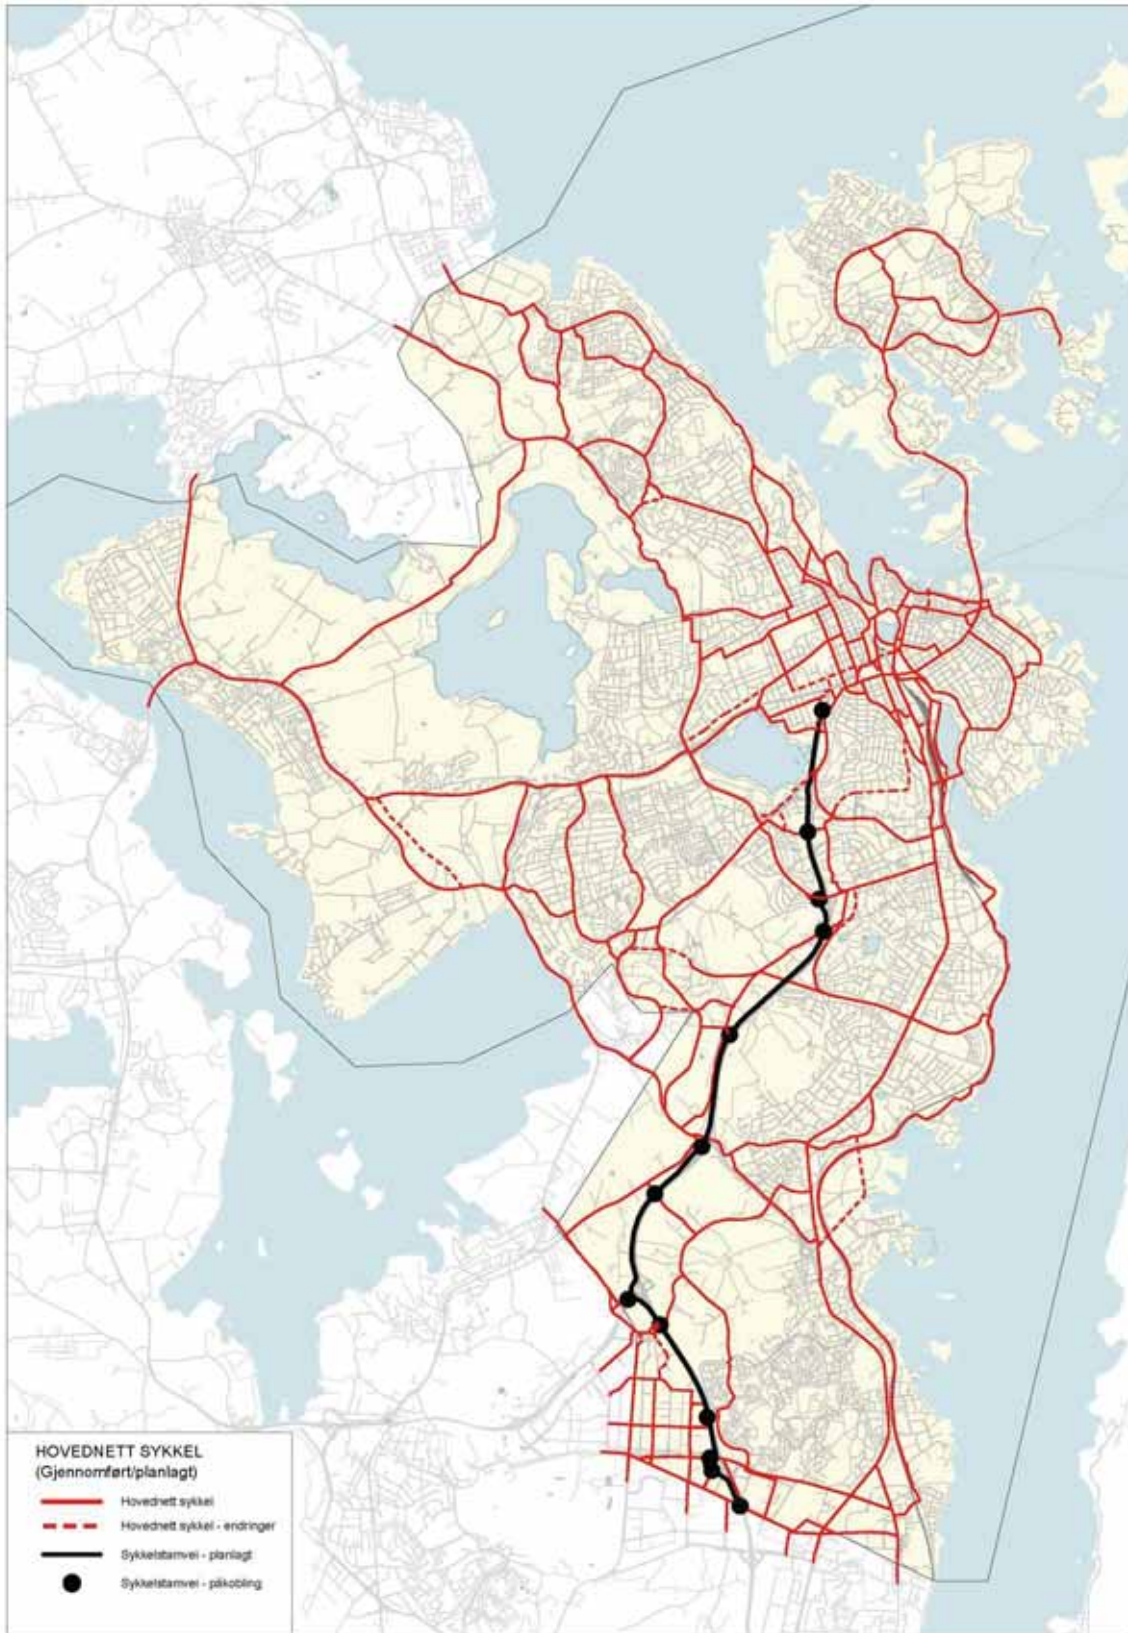 HOVEDNETT SYKKEL
(Gjennomført/planlagt)
Hovednett sykkel
Hovednett sykkel - endringer
Sykkelstamvei - planlagt
Sykkelstamvei - påkobling